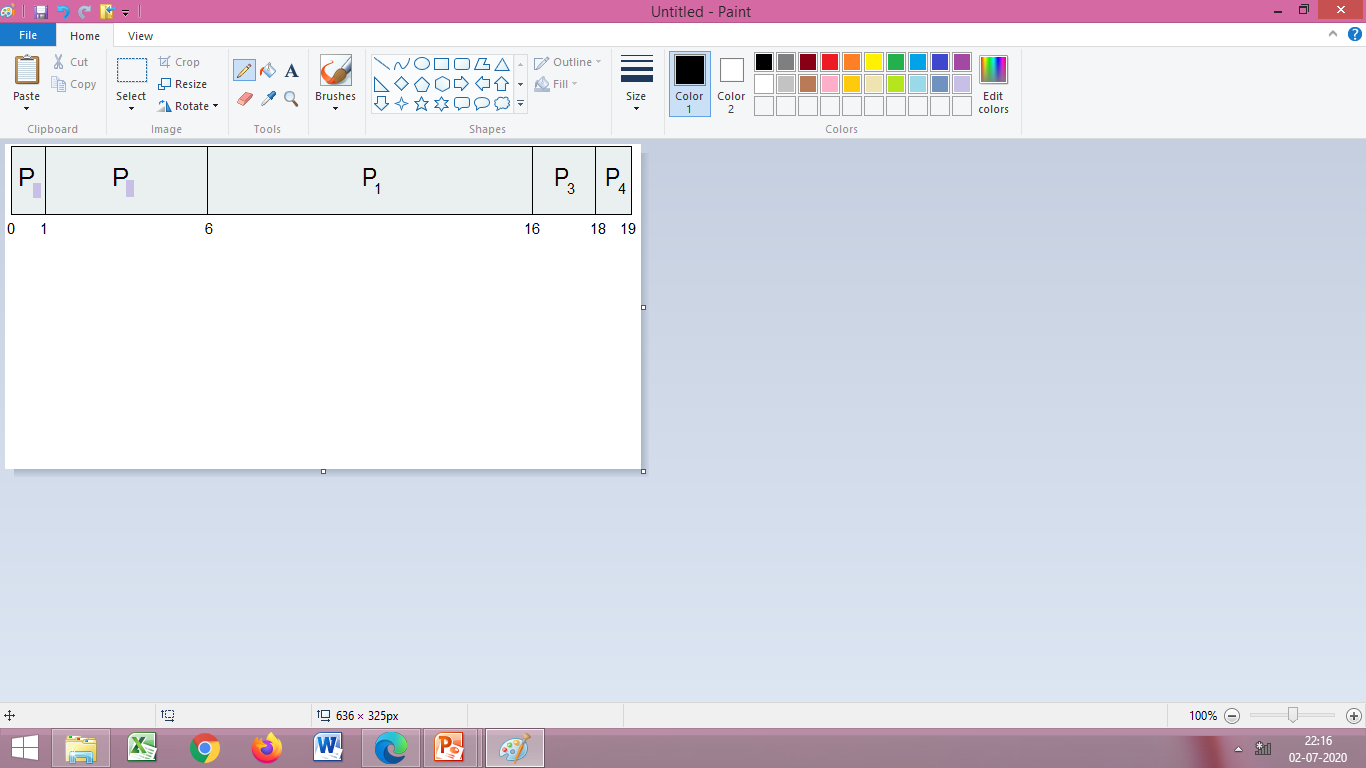 Untitled - Paint
File Home View
Paste Cut Copy Clipboard
Select Crop Resize Rotate Image
A Tools
Brushes
Outline Fill Shapes
Size
Color 1 Color 2 Edit colors Colors
P P P1 P3 P4
0 1 6 16 18 19
636 × 325px 100%
22:16
02-07-2020